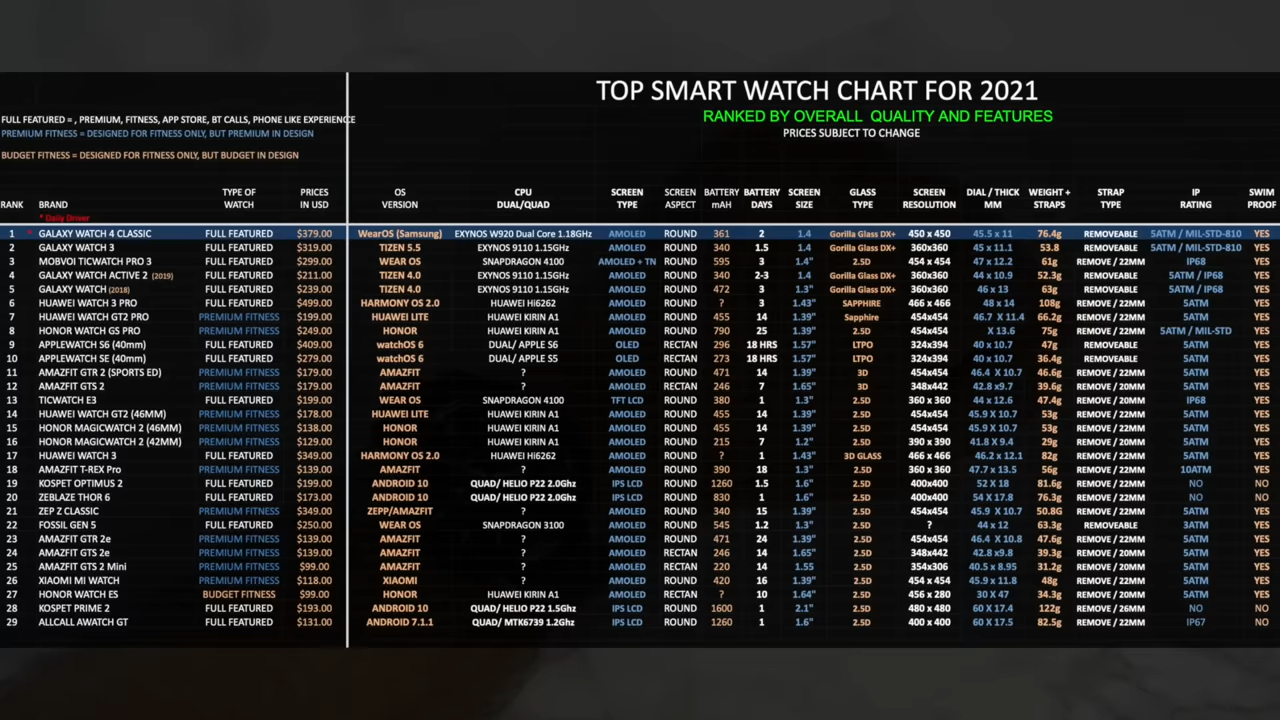 TOP SMART WATCH CHART FOR 2021
RANKED BY OVERALL QUALITY AND FEATURES
PRICES SUBJECT TO CHANGE
FULL FEATURED = , PREMIUM, FITNESS, APP STORE, BT CALLS, PHONE LIKE EXPERIENCE
PREMIUM FITNESS = DESIGNED FOR FITNESS ONLY, BUT PREMIUM IN DESIGN
BUDGET FITNESS = DESIGNED FOR FITNESS ONLY, BUT BUDGET IN DESIGN
TYPE OF PRICES OS CPU SCREEN SCREEN BATTERY BATTERY SCREEN GLASS SCREEN DIAL / THICK WEIGHT + STRAP IP SWIM
RANK BRAND WATCH IN USD VERSION DUAL/QUAD TYPE ASPECT mAH DAYS SIZE TYPE RESOLUTION MM STRAPS TYPE RATING PROOF
* Daily Driver
1 * GALAXY WATCH 4 CLASSIC FULL FEATURED $379.00 WearOS (Samsung) EXYNOS W920 Dual Core 1.18GHz AMOLED ROUND 361 2 1.4 Gorilla Glass DX+ 450 x 450 45.5 x 11 76.4g REMOVEABLE 5ATM / MIL-STD-810 YES
2 GALAXY WATCH 3 FULL FEATURED $319.00 TIZEN 5.5 EXYNOS 9110 1.15GHz AMOLED ROUND 340 1.5 1.4 Gorilla Glass DX+ 360x360 45 x 11.1 53.8 REMOVEABLE 5ATM / MIL-STD-810 YES
3 MOBVOI TICWATCH PRO 3 FULL FEATURED $299.00 WEAR OS SNAPDRAGON 4100 AMOLED + TN ROUND 595 3 1.4" 2.5D 454 x 454 47 x 12.2 61g REMOVE / 22MM IP68 YES
4 GALAXY WATCH ACTIVE 2 (2019) FULL FEATURED $211.00 TIZEN 4.0 EXYNOS 9110 1.15GHz AMOLED ROUND 340 2-3 1.4 Gorilla Glass DX+ 360x360 44 x 10.9 52.3g REMOVEABLE 5ATM / IP68 YES
5 GALAXY WATCH (2018) FULL FEATURED $239.00 TIZEN 4.0 EXYNOS 9110 1.15GHz AMOLED ROUND 472 3 1.3" Gorilla Glass DX+ 360x360 46 x 13 63g REMOVEABLE 5ATM / IP68 YES
6 HUAWEI WATCH 3 PRO FULL FEATURED $499.00 HARMONY OS 2.0 HUAWEI Hi6262 AMOLED ROUND ? 3 1.43" SAPPHIRE 466 x 466 48 x 14 108g REMOVE / 22MM 5ATM YES
7 HUAWEI WATCH GT2 PRO PREMIUM FITNESS $199.00 HUAWEI LITE HUAWEI KIRIN A1 AMOLED ROUND 455 14 1.39" Sapphire 454x454 46.7 X 11.4 66.2g REMOVE / 22MM 5ATM YES
8 HONOR WATCH GS PRO PREMIUM FITNESS $249.00 HONOR HUAWEI KIRIN A1 AMOLED ROUND 790 25 1.39" 2.5D 454x454 X 13.6 75g REMOVE / 22MM 5ATM / MIL-STD YES
9 APPLEWATCH S6 (40mm) FULL FEATURED $409.00 watchOS 6 DUAL/ APPLE S6 OLED RECTAN 296 18 HRS 1.57" LTPO 324x394 40 x 10.7 47g REMOVEABLE 5ATM YES
10 APPLEWATCH SE (40mm) FULL FEATURED $279.00 watchOS 6 DUAL/ APPLE S5 OLED RECTAN 273 18 HRS 1.57" LTPO 324x394 40 x 10.7 36.4g REMOVEABLE 5ATM YES
11 AMAZFIT GTR 2 (SPORTS ED) PREMIUM FITNESS $179.00 AMAZFIT ? AMOLED ROUND 471 14 1.39" 3D 454x454 46.4 X 10.7 46.6g REMOVE / 22MM 5ATM YES
12 AMAZFIT GTS 2 PREMIUM FITNESS $179.00 AMAZFIT ? AMOLED RECTAN 246 7 1.65" 3D 348x442 42.8 x9.7 39.6g REMOVE / 20MM 5ATM YES
13 TICWATCH E3 FULL FEATURED $199.00 WEAR OS SNAPDRAGON 4100 TFT LCD ROUND 380 1 1.3" 2.5D 360 x 360 44 x 12.6 47.4g REMOVE / 20MM IP68 YES
14 HUAWEI WATCH GT2 (46MM) PREMIUM FITNESS $178.00 HUAWEI LITE HUAWEI KIRIN A1 AMOLED ROUND 455 14 1.39" 2.5D 454x454 45.9 X 10.7 53g REMOVE / 22MM 5ATM YES
15 HONOR MAGICWATCH 2 (46MM) PREMIUM FITNESS $138.00 HONOR HUAWEI KIRIN A1 AMOLED ROUND 455 14 1.39" 2.5D 454x454 45.9 X 10.7 53g REMOVE / 22MM 5ATM YES
16 HONOR MAGICWATCH 2 (42MM) PREMIUM FITNESS $129.00 HONOR HUAWEI KIRIN A1 AMOLED ROUND 215 7 1.2" 2.5D 390 x 390 41.8 X 9.4 29g REMOVE / 20MM 5ATM YES
17 HUAWEI WATCH 3 FULL FEATURED $349.00 HARMONY OS 2.0 HUAWEI Hi6262 AMOLED ROUND ? 1 1.43" 3D GLASS 466 x 466 46.2 x 12.1 82g REMOVE / 22MM 5ATM YES
18 AMAZFIT T-REX Pro PREMIUM FITNESS $139.00 AMAZFIT ? AMOLED ROUND 390 18 1.3" 2.5D 360 x 360 47.7 x 13.5 56g REMOVE / 22MM 10ATM YES
19 KOSPET OPTIMUS 2 FULL FEATURED $199.00 ANDROID 10 QUAD/ HELIO P22 2.0Ghz IPS LCD ROUND 1260 1.5 1.6" 2.5D 400x400 52 X 18 81.6g REMOVE / 22MM NO NO
20 ZEBLAZE THOR 6 FULL FEATURED $173.00 ANDROID 10 QUAD/ HELIO P22 2.0Ghz IPS LCD ROUND 830 1 1.6" 2.5D 400x400 54 X 17.8 76.3g REMOVE / 22MM NO NO
21 ZEP Z CLASSIC PREMIUM FITNESS $349.00 ZEPP/AMAZFIT ? AMOLED ROUND 340 15 1.39" 2.5D 454x454 45.9 X 10.7 50.8G REMOVE / 22MM 5ATM YES
22 FOSSIL GEN 5 FULL FEATURED $250.00 WEAR OS SNAPDRAGON 3100 AMOLED ROUND 545 1.2 1.3" 2.5D ? 44 x 12 63.3g REMOVEABLE 3ATM YES
23 AMAZFIT GTR 2e PREMIUM FITNESS $139.00 AMAZFIT ? AMOLED ROUND 471 24 1.39" 2.5D 454x454 46.4 X 10.8 47.6g REMOVE / 22MM 5ATM YES
24 AMAZFIT GTS 2e PREMIUM FITNESS $139.00 AMAZFIT ? AMOLED RECTAN 246 14 1.65" 2.5D 348x442 42.8 x9.8 39.3g REMOVE / 20MM 5ATM YES
25 AMAZFIT GTS 2 Mini PREMIUM FITNESS $99.00 AMAZFIT ? AMOLED RECTAN 220 14 1.55 2.5D 354x306 40.5 x 8.95 31.2g REMOVE / 20MM 5ATM YES
26 XIAOMI MI WATCH PREMIUM FITNESS $118.00 XIAOMI ? AMOLED ROUND 420 16 1.39" 2.5D 454 x 454 45.9 x 11.8 48g REMOVE / 22MM 5ATM YES
27 HONOR WATCH ES BUDGET FITNESS $99.00 HONOR HUAWEI KIRIN A1 AMOLED RECTAN ? 10 1.64" 2.5D 456 x 280 30 X 47 34.3g REMOVE / 20MM 5ATM YES
28 KOSPET PRIME 2 FULL FEATURED $193.00 ANDROID 10 QUAD/ HELIO P22 1.5Ghz IPS LCD ROUND 1600 1 2.1" 2.5D 480 x 480 60 X 17.4 122g REMOVE / 26MM NO NO
29 ALLCALL AWATCH GT FULL FEATURED $131.00 ANDROID 7.1.1 QUAD/ MTK6739 1.2Ghz IPS LCD ROUND 1260 1 1.6" 2.5D 400 x 400 60 X 17.5 82.5g REMOVE / 22MM IP67 NO